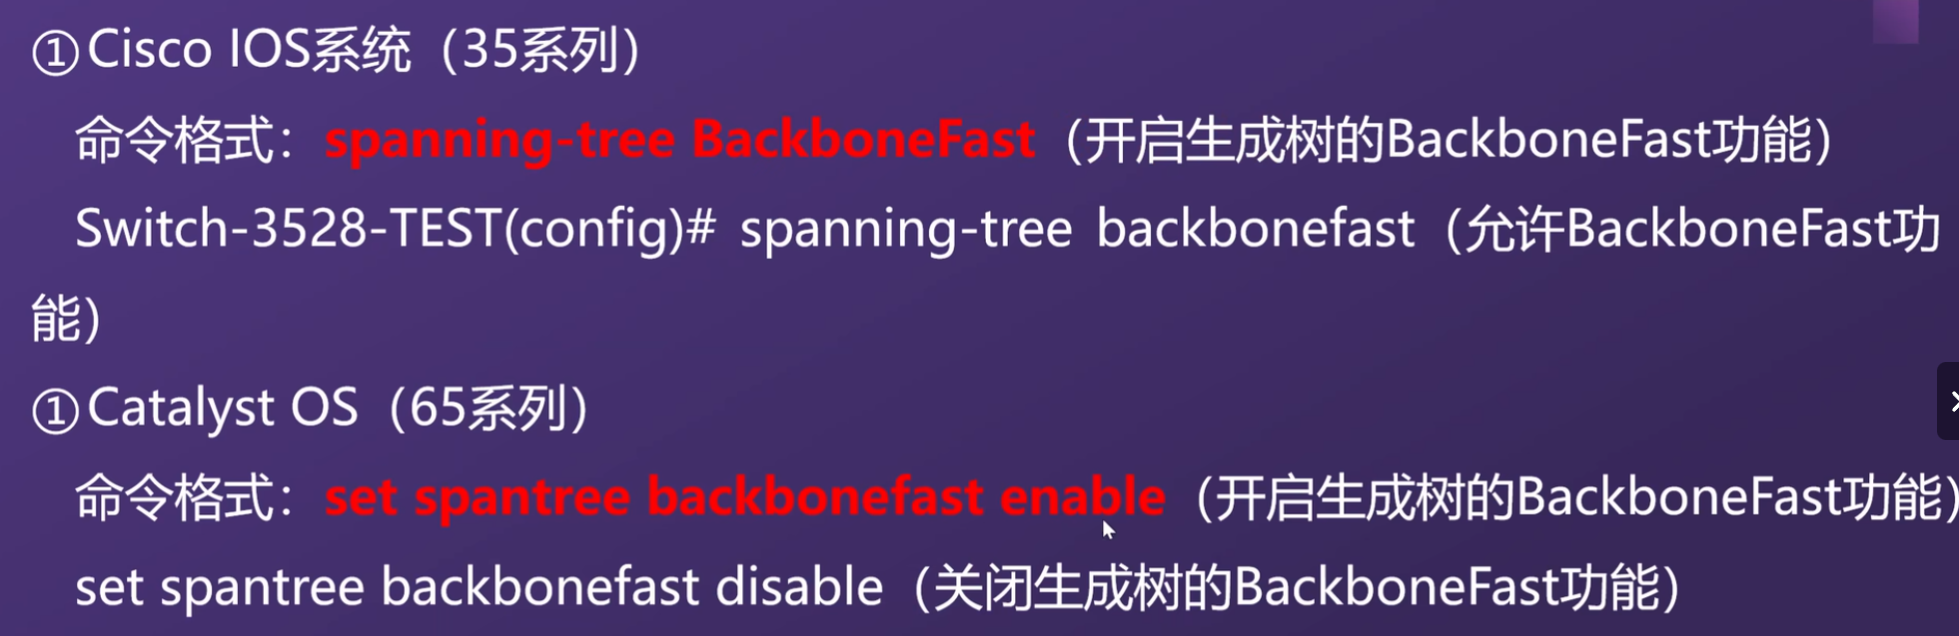 ①Cisco IOS系统（35系列）
命令格式：spanning-tree BackboneFast（开启生成树的BackboneFast功能）
Switch-3528-TEST(config)# spanning-tree backbonefast（允许BackboneFast功
能）
①Catalyst OS（65系列）
命令格式：set spantree backbonefast enable（开启生成树的BackboneFast功能）
set spantree backbonefast disable（关闭生成树的BackboneFast功能）